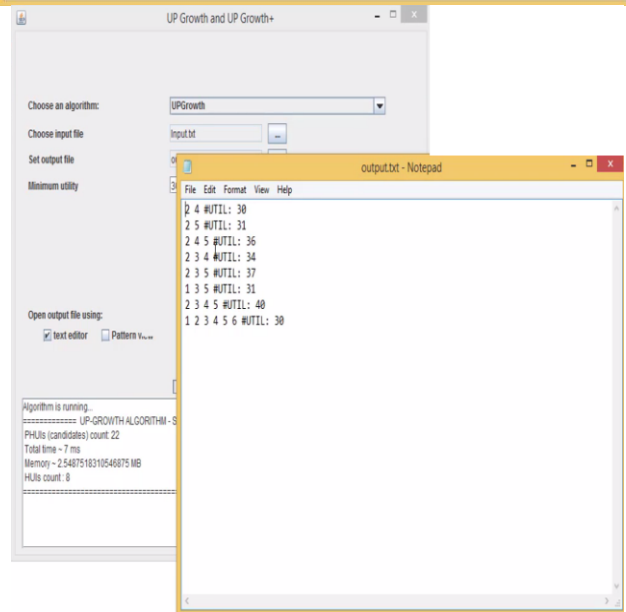 UP Growth and UP Growth+
Choose an algorithm: UPGrowth
Choose input file Input.txt ...
Set output file
Minimum utility
Open output file using:
text editor Pattern
Algorithm is running...
============= UP-GROWTH ALGORITHM - S
PHUIs (candidates) count: 22
Total time ~ 7 ms
Memory ~ 2.5487518310546875 MB
HUIs count : 8
output.txt - Notepad
File Edit Format View Help
2 4 #UTIL: 30
2 5 #UTIL: 31
2 4 5 #UTIL: 36
2 3 4 #UTIL: 34
2 3 5 #UTIL: 37
1 3 5 #UTIL: 31
2 3 4 5 #UTIL: 40
1 2 3 4 5 6 #UTIL: 30